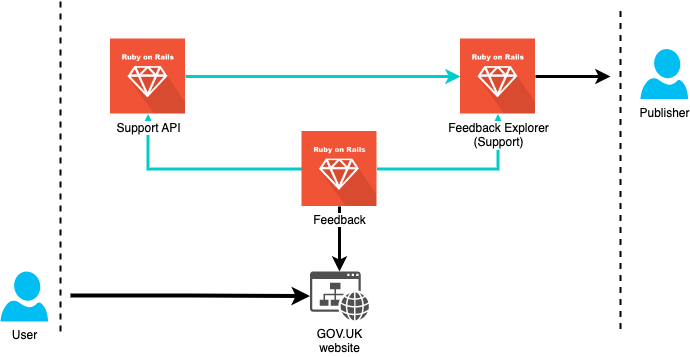 Ruby on Rails
Ruby on Rails
Support API
Feedback Explorer
(Support)
Publisher
Ruby on Rails
Feedback
User
GOV.UK
website